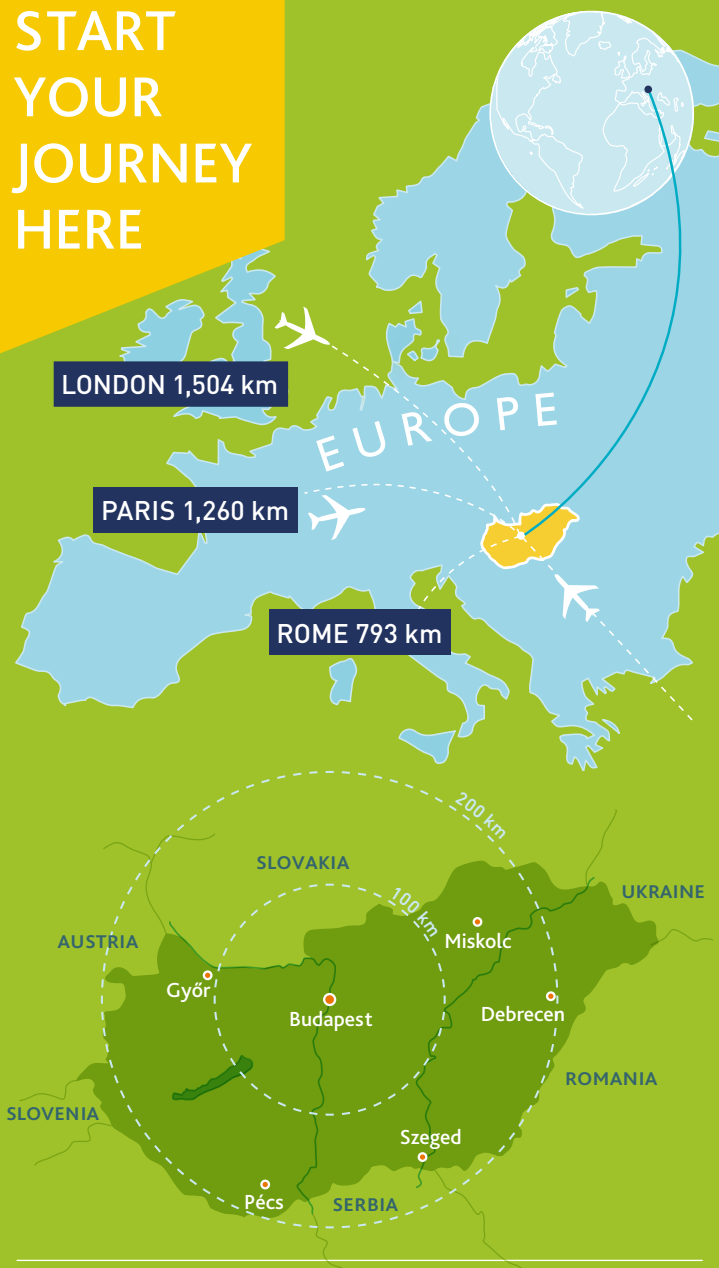 START
YOUR
JOURNEY
HERE
LONDON 1,504 km
EUROPE
PARIS 1,260 km
ROME 793 km
200 km
SLOVAKIA
100 km
UKRAINE
AUSTRIA
Miskolc
Győr
Budapest
Debrecen
ROMANIA
SLOVENIA
Szeged
Pécs
SERBIA